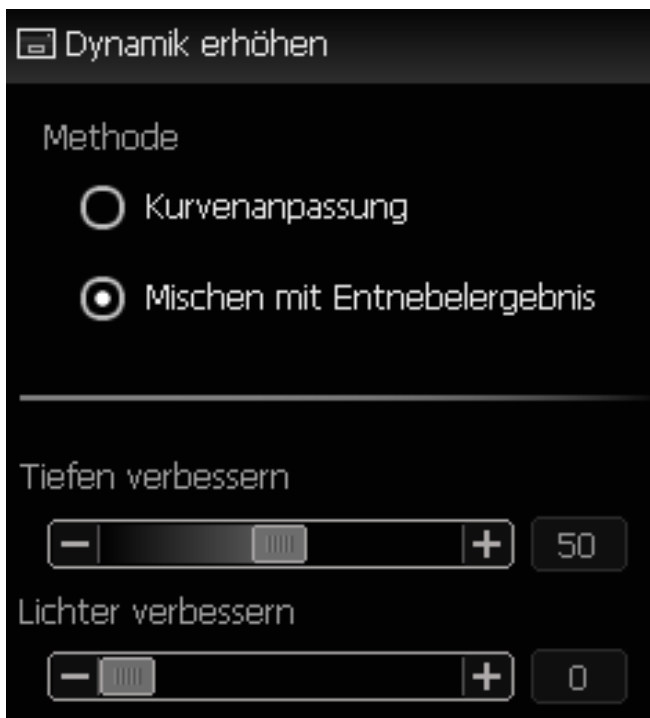 Dynamik erhöhen
Methode
Kurvenanpassung
Mischen mit Entnebelergebnis
Tiefen verbessern
50
Lichter verbessern
0